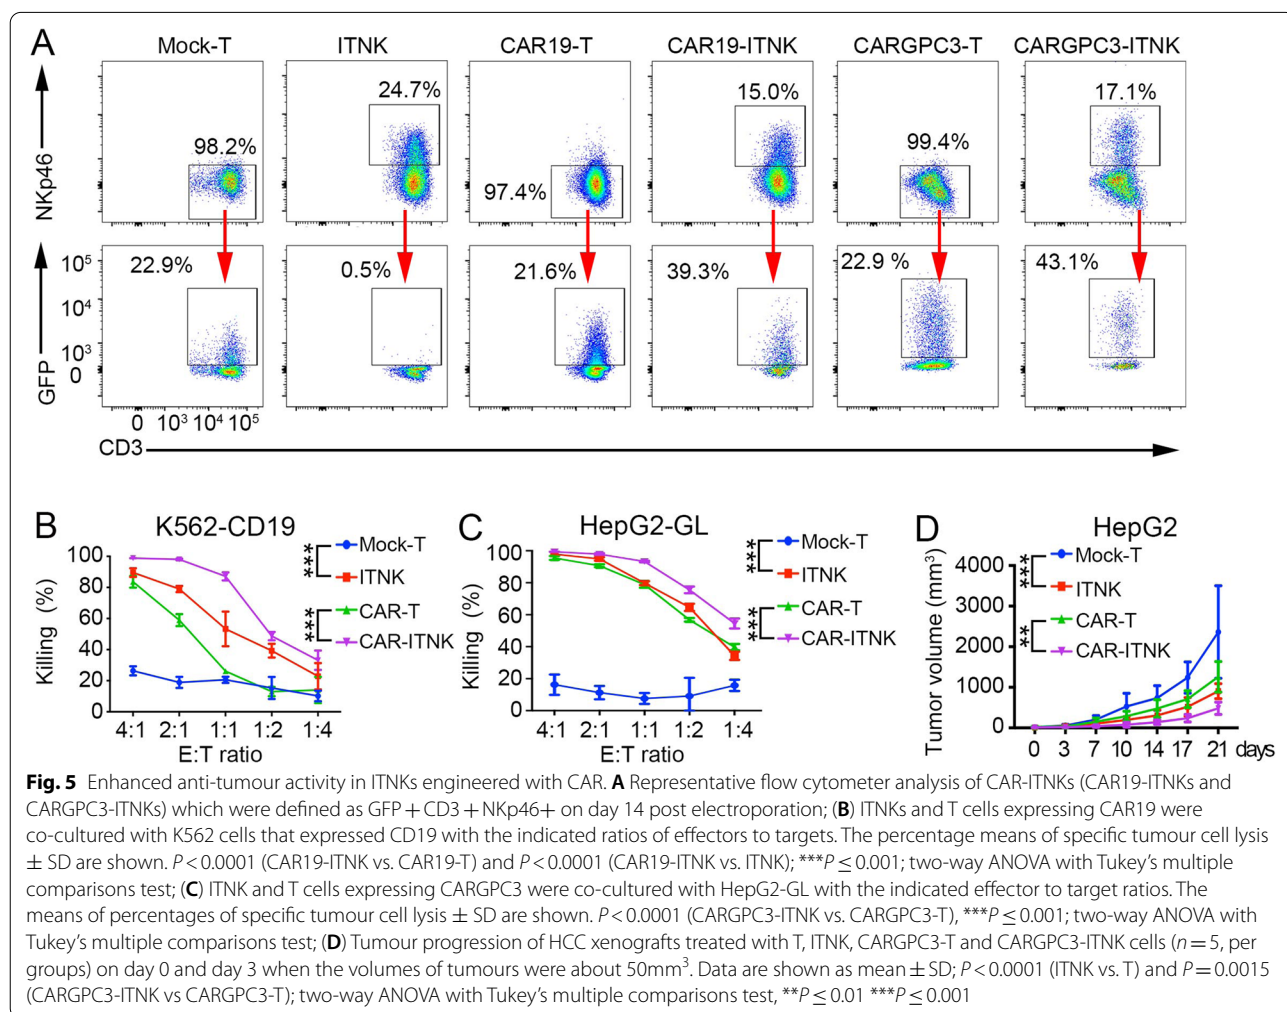 A
Mock-T ITNK CAR19-T CAR19-ITNK CARGPC3-T CARGPC3-ITNK
NKp46
98.2% 24.7% 97.4% 15.0% 99.4% 17.1%
GFP
10⁵
10⁴
10³
0
22.9% 0.5% 21.6% 39.3% 22.9 % 43.1%
0 10³ 10⁴ 10⁵
CD3
B
K562-CD19
Killing (%)
100
80
60
40
20
0
4:1 2:1 1:1 1:2 1:4
E:T ratio
Mock-T
ITNK
CAR-T
CAR-ITNK
***
***
C
HepG2-GL
Killing (%)
100
80
60
40
20
0
4:1 2:1 1:1 1:2 1:4
E:T ratio
Mock-T
ITNK
CAR-T
CAR-ITNK
***
***
D
HepG2
Tumor volume (mm³)
4000
3000
2000
1000
0
0 3 7 10 14 17 21 days
Mock-T
ITNK
CAR-T
CAR-ITNK
***
**
Fig. 5 Enhanced anti-tumour activity in ITNKs engineered with CAR. A Representative flow cytometer analysis of CAR-ITNKs (CAR19-ITNKs and
CARGPC3-ITNKs) which were defined as GFP + CD3 + NKp46+ on day 14 post electroporation; (B) ITNKs and T cells expressing CAR19 were
co-cultured with K562 cells that expressed CD19 with the indicated ratios of effectors to targets. The percentage means of specific tumour cell lysis
± SD are shown. P < 0.0001 (CAR19-ITNK vs. CAR19-T) and P < 0.0001 (CAR19-ITNK vs. ITNK); ***P ≤ 0.001; two-way ANOVA with Tukey's multiple
comparisons test; (C) ITNK and T cells expressing CARGPC3 were co-cultured with HepG2-GL with the indicated effector to target ratios. The
means of percentages of specific tumour cell lysis ± SD are shown. P < 0.0001 (CARGPC3-ITNK vs. CARGPC3-T), ***P ≤ 0.001; two-way ANOVA with
Tukey's multiple comparisons test; (D) Tumour progression of HCC xenografts treated with T, ITNK, CARGPC3-T and CARGPC3-ITNK cells (n = 5, per
groups) on day 0 and day 3 when the volumes of tumours were about 50mm³. Data are shown as mean ± SD; P < 0.0001 (ITNK vs. T) and P = 0.0015
(CARGPC3-ITNK vs CARGPC3-T); two-way ANOVA with Tukey's multiple comparisons test, **P ≤ 0.01 ***P ≤ 0.001